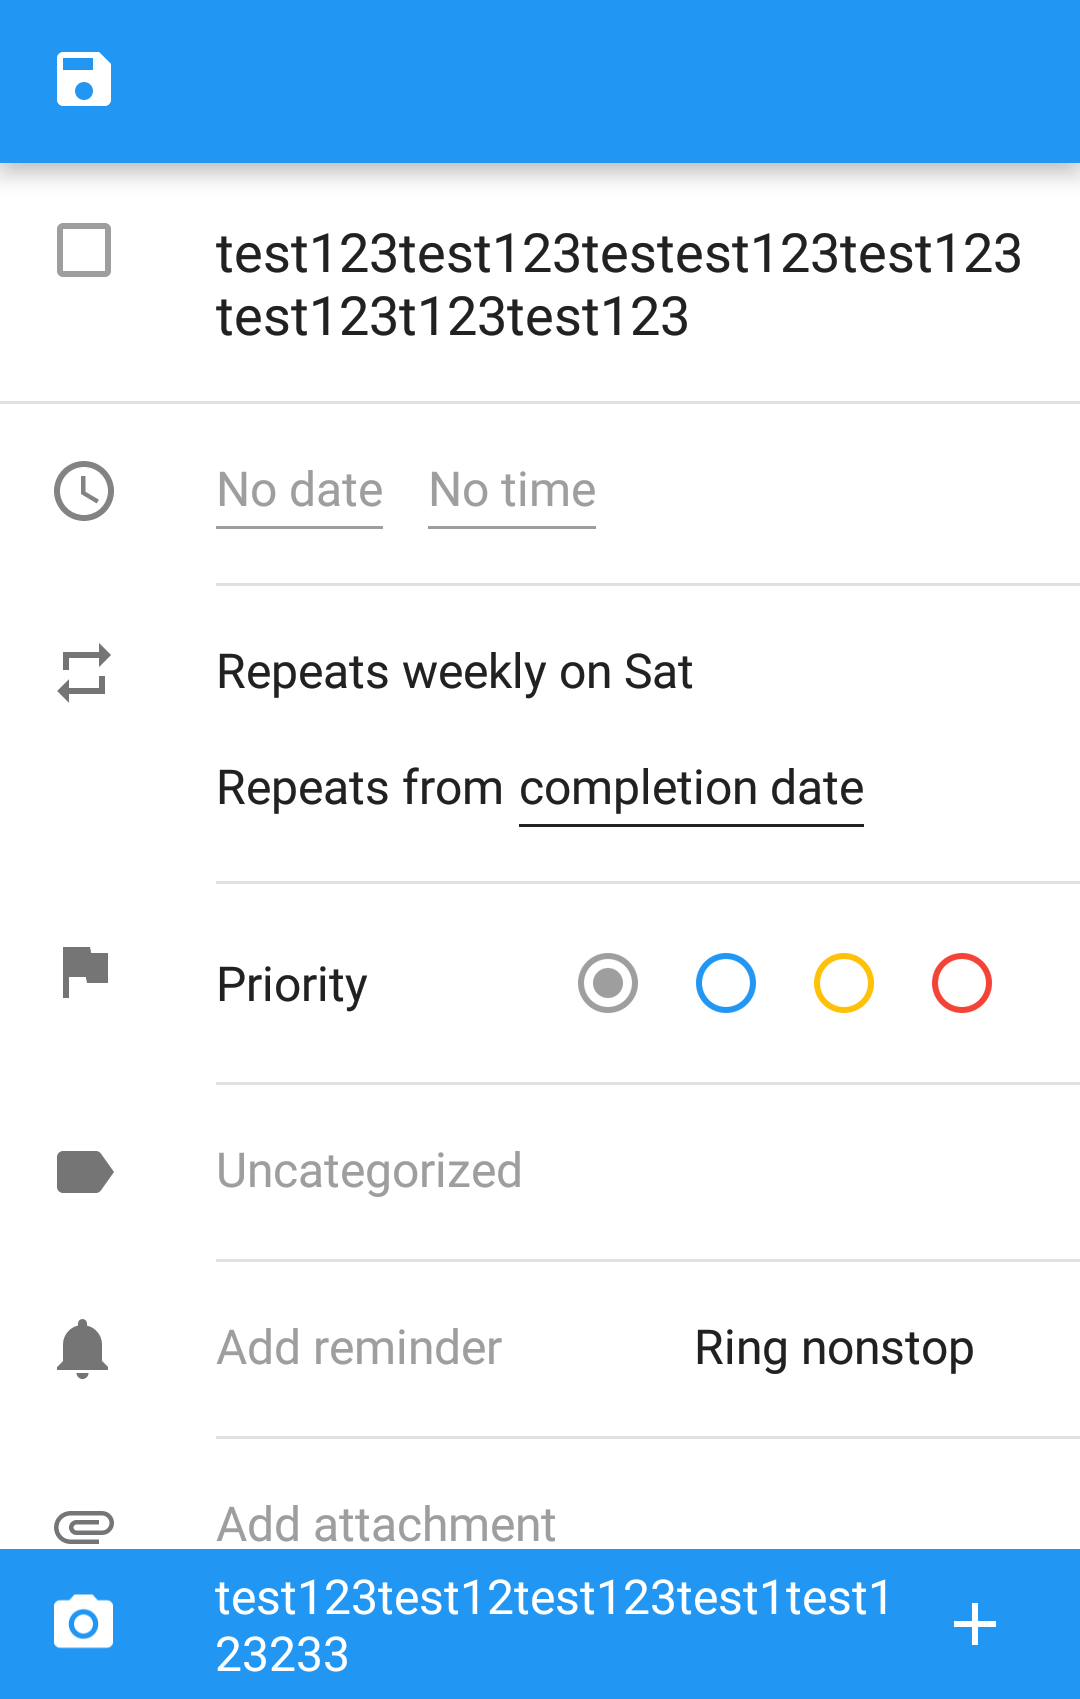 test123test123testest123test123
test123t123test123
No date No time
Repeats weekly on Sat
Repeats from completion date
Priority
Uncategorized
Add reminder Ring nonstop
Add attachment
test123test12test123test1test1
23233